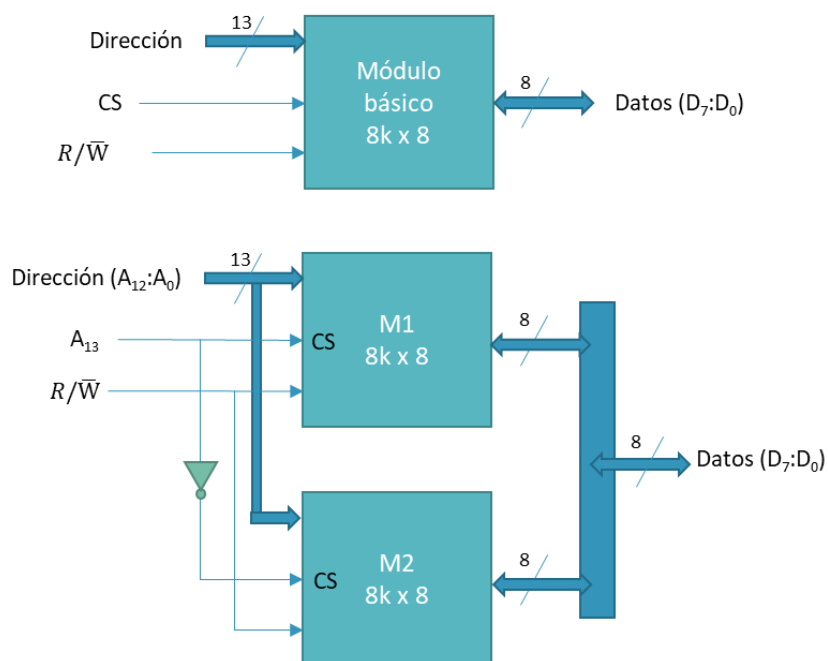 13
Dirección
Módulo
básico
8k x 8
8
CS
Datos (D₇:D₀)
R/W̅
13
Dirección (A₁₂:A₀)
M1
8k x 8
8
A₁₃
CS
R/W̅
8
Datos (D₇:D₀)
M2
8k x 8
8
CS